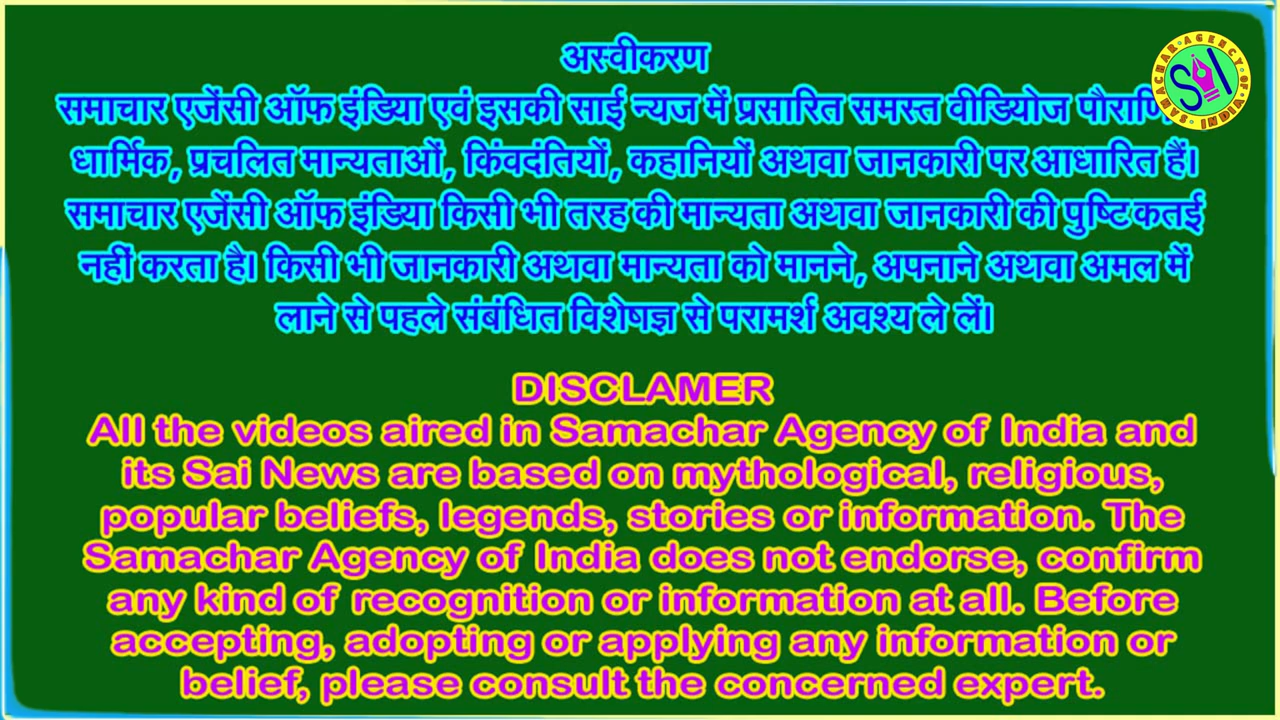 अस्वीकरण
समाचार एजेंसी ऑफ इंडिया एवं इसकी साई न्यज में प्रसारित समस्त वीडियोज
धार्मिक, प्रचलित मान्यताओं, किंवदंतियों, कहानियों अथवा जानकारी पर आधारित हैं।
समाचार एजेंसी ऑफ इंडिया किसी भी तरह की मान्यता अथवा जानकारी की पुष्टि कतई
नहीं करता है। किसी भी जानकारी अथवा मान्यता को मानने, अपनाने अथवा अमल में
लाने से पहले संबंधित विशेषज्ञ से परामर्श अवश्य ले लें।
DISCLAMER
All the videos aired in Samachar Agency of India and
its Sai News are based on mythological, religious,
popular beliefs, legends, stories or information. The
Samachar Agency of India does not endorse, confirm
any kind of recognition or information at all. Before
accepting, adopting or applying any information or
belief, please consult the concerned expert.
SAMACHAR AGENCY OF INDIA
SAI